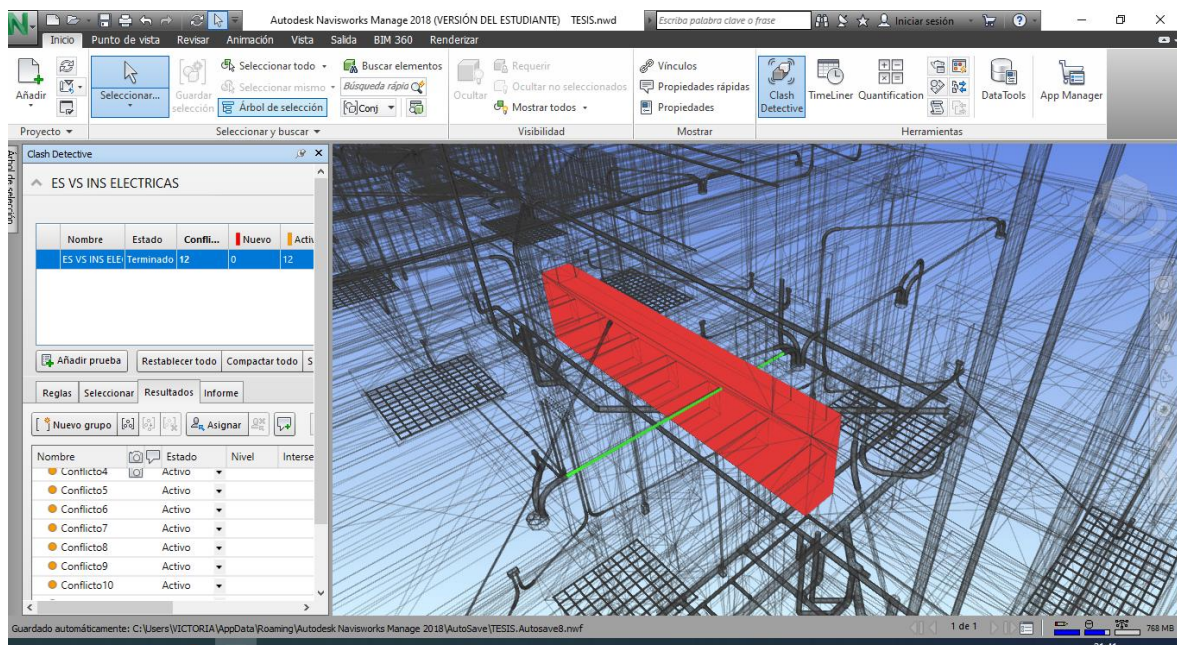 Autodesk Navisworks Manage 2018 (VERSIÓN DEL ESTUDIANTE) TESIS.nwd
Escriba palabra clave o frase
Iniciar sesión
Inicio Punto de vista Revisar Animación Vista Salida BIM 360 Renderizar
Añadir
Seleccionar...
Guardar selección
Seleccionar todo
Seleccionar mismo
Árbol de selección
Buscar elementos
Búsqueda rápida
Conj
Ocultar
Requerir
Ocultar no seleccionados
Mostrar todos
Vínculos
Propiedades rápidas
Propiedades
Clash Detective
TimeLiner
Quantification
DataTools
App Manager
Proyecto
Seleccionar y buscar
Visibilidad
Mostrar
Herramientas
Árbol de selección
Clash Detective
ES VS INS ELECTRICAS
Nombre Estado Confli... Nuevo Activ
ES VS INS ELE Terminado 12 0 12
Añadir prueba Restablecer todo Compactar todo S
Reglas Seleccionar Resultados Informe
Nuevo grupo Asignar
Nombre Estado Nivel Interse
Conflicto4 Activo
Conflicto5 Activo
Conflicto6 Activo
Conflicto7 Activo
Conflicto8 Activo
Conflicto9 Activo
Conflicto10 Activo
Guardado automáticamente: C:\Users\VICTORIA\AppData\Roaming\Autodesk Navisworks Manage 2018\AutoSave\TESIS.Autosave8.nwf
1 de 1
768 MB